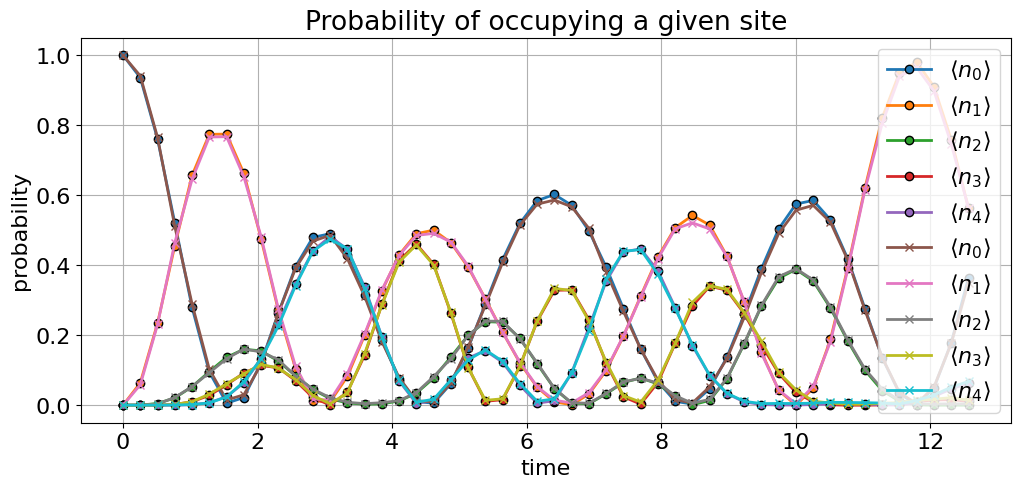 Probability of occupying a given site
probability
1.0
0.8
0.6
0.4
0.2
0.0
0
2
4
6
8
10
12
time
⟨n₀⟩
⟨n₁⟩
⟨n₂⟩
⟨n₃⟩
⟨n₄⟩
⟨n₀⟩
⟨n₁⟩
⟨n₂⟩
⟨n₃⟩
⟨n₄⟩